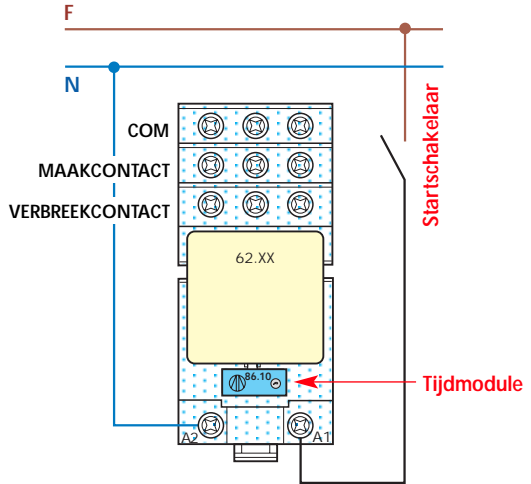 F
N
COM
MAAKCONTACT
VERBREEKCONTACT
Startschakelaar
62.XX
86.10
Tijdmodule
A2
A1